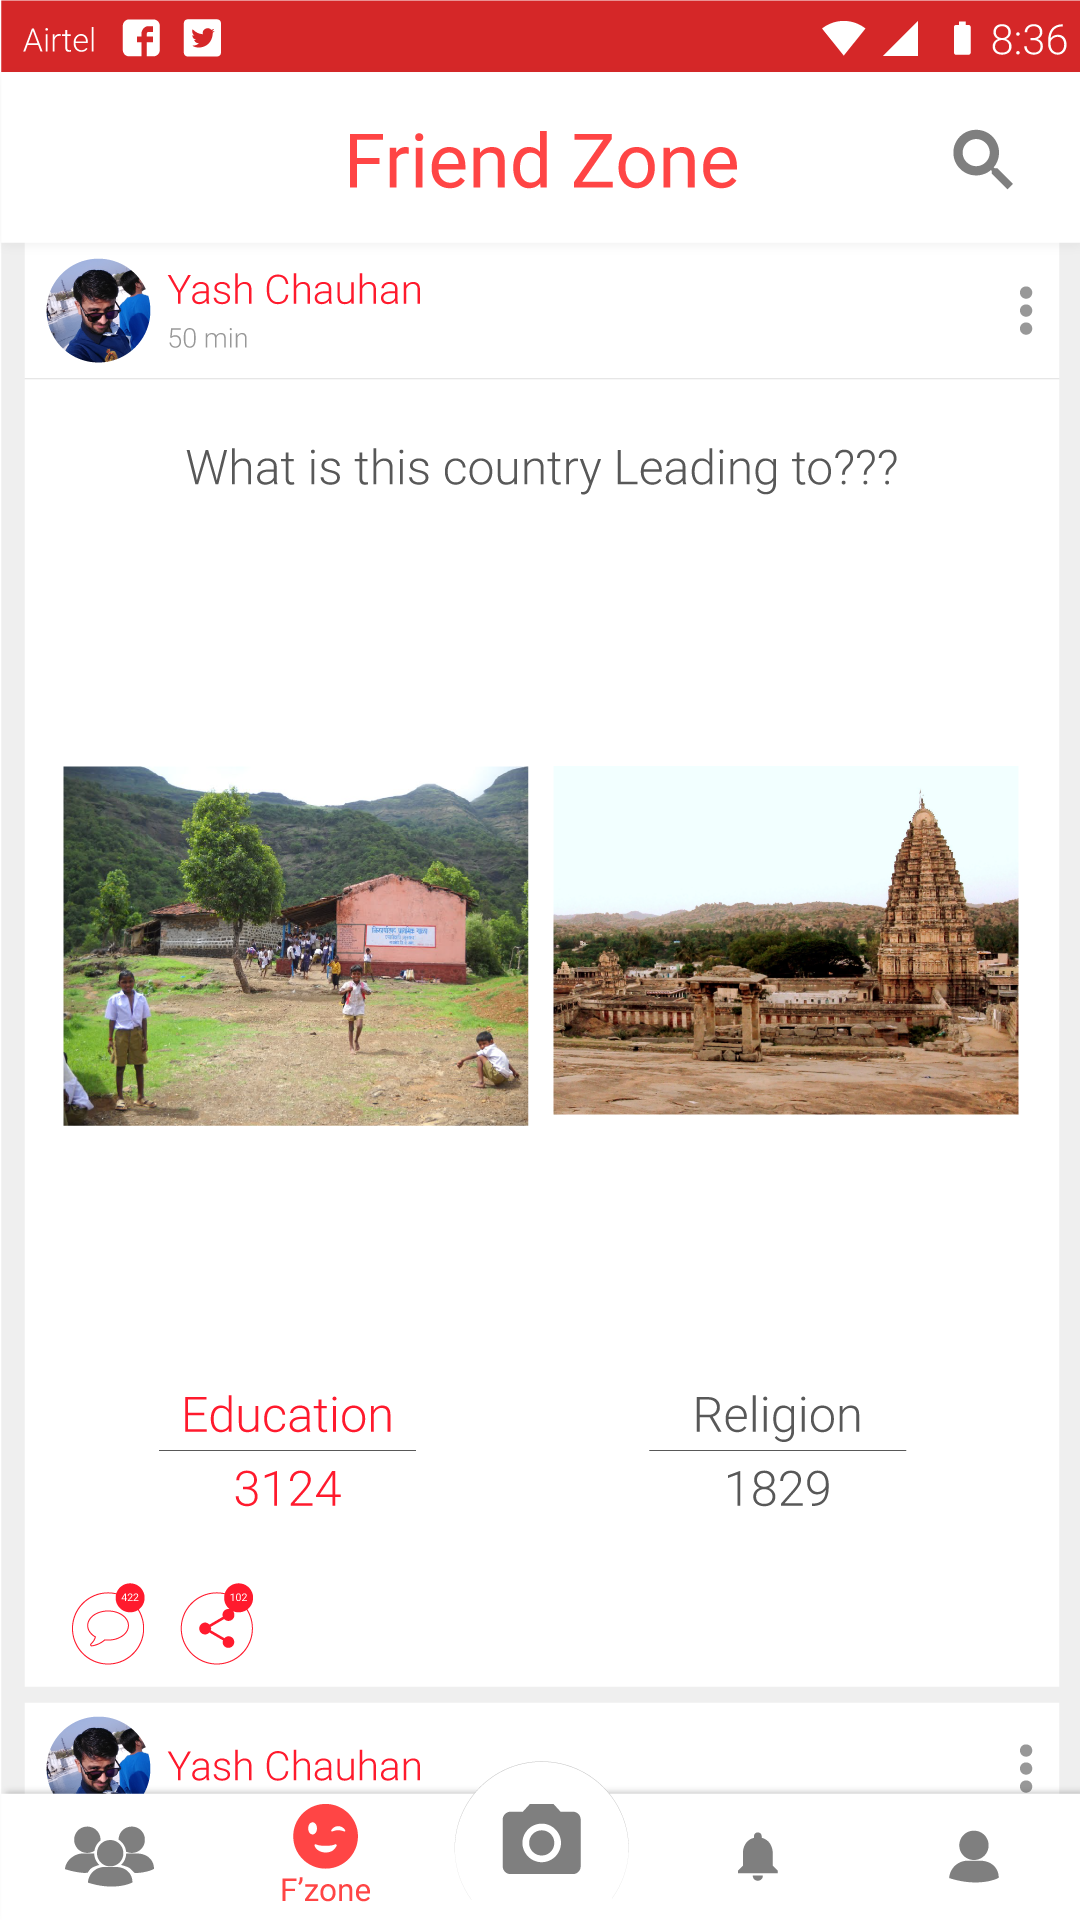 Airtel
8:36
Friend Zone
Yash Chauhan
50 min
What is this country Leading to???
Education
Religion
3124
1829
422
102
Yash Chauhan
F'zone